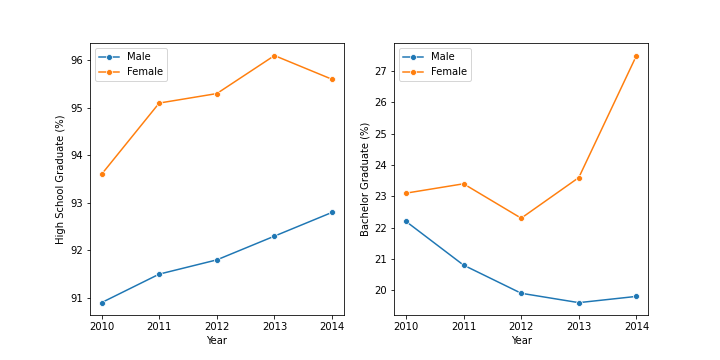 Male
Female
96
95
94
93
92
91
High School Graduate (%)
2010 2011 2012 2013 2014
Year
Male
Female
27
26
25
24
23
22
21
20
Bachelor Graduate (%)
2010 2011 2012 2013 2014
Year